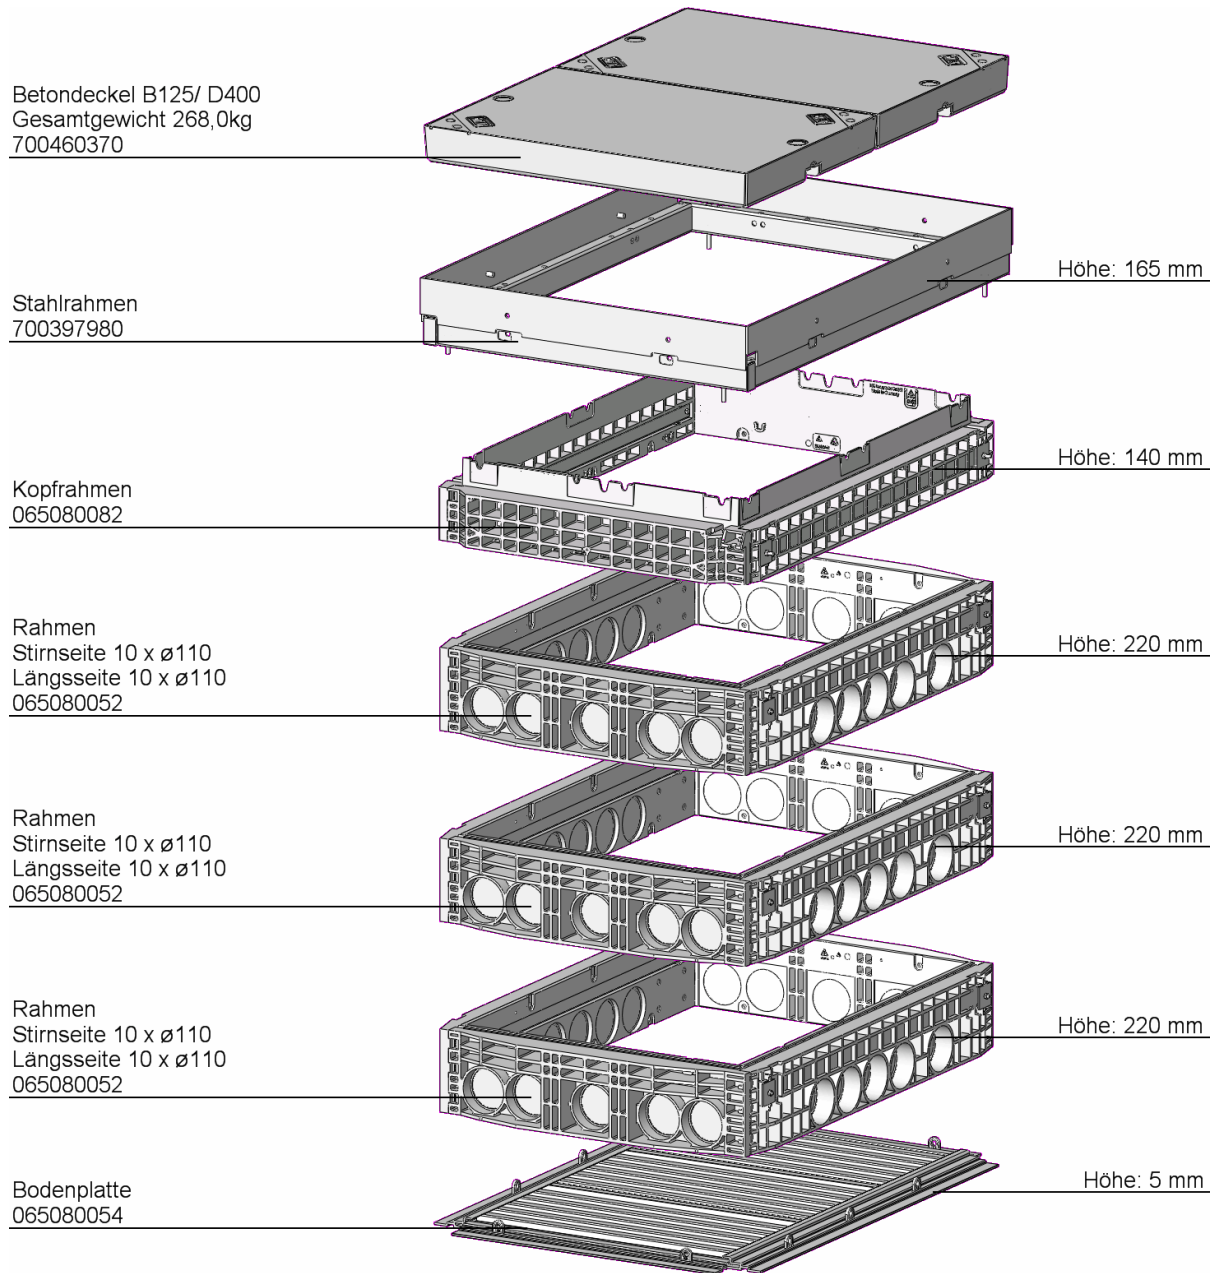 Betondeckel B125/ D400
Gesamtgewicht 268,0kg
700460370
Höhe: 165 mm
Stahlrahmen
700397980
Höhe: 140 mm
Kopfrahmen
065080082
Rahmen
Stirnseite 10 x ø110
Längsseite 10 x ø110
065080052
Höhe: 220 mm
Rahmen
Stirnseite 10 x ø110
Längsseite 10 x ø110
065080052
Höhe: 220 mm
Rahmen
Stirnseite 10 x ø110
Längsseite 10 x ø110
065080052
Höhe: 220 mm
Bodenplatte
065080054
Höhe: 5 mm